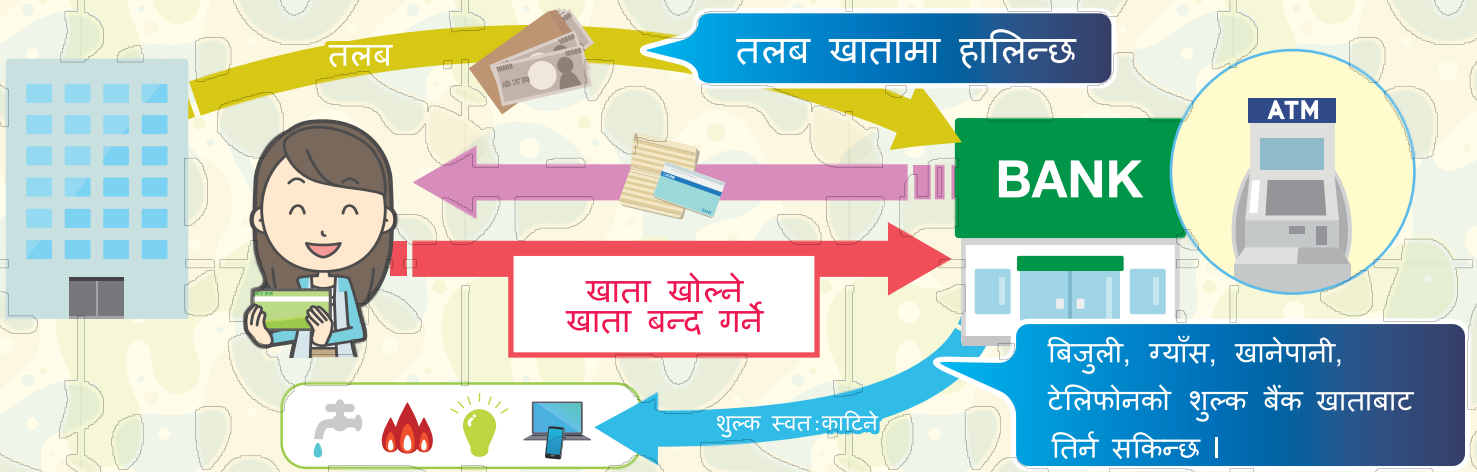 तलब
तलब खातामा हालिन्छ
ATM
BANK
खाता खोल्ने
खाता बन्द गर्ने
बिजुली, ग्याँस, खानेपानी,
टेलिफोनको शुल्क बैंक खाताबाट
तिर्न सकिन्छ ।
शुल्क स्वत:काटिने